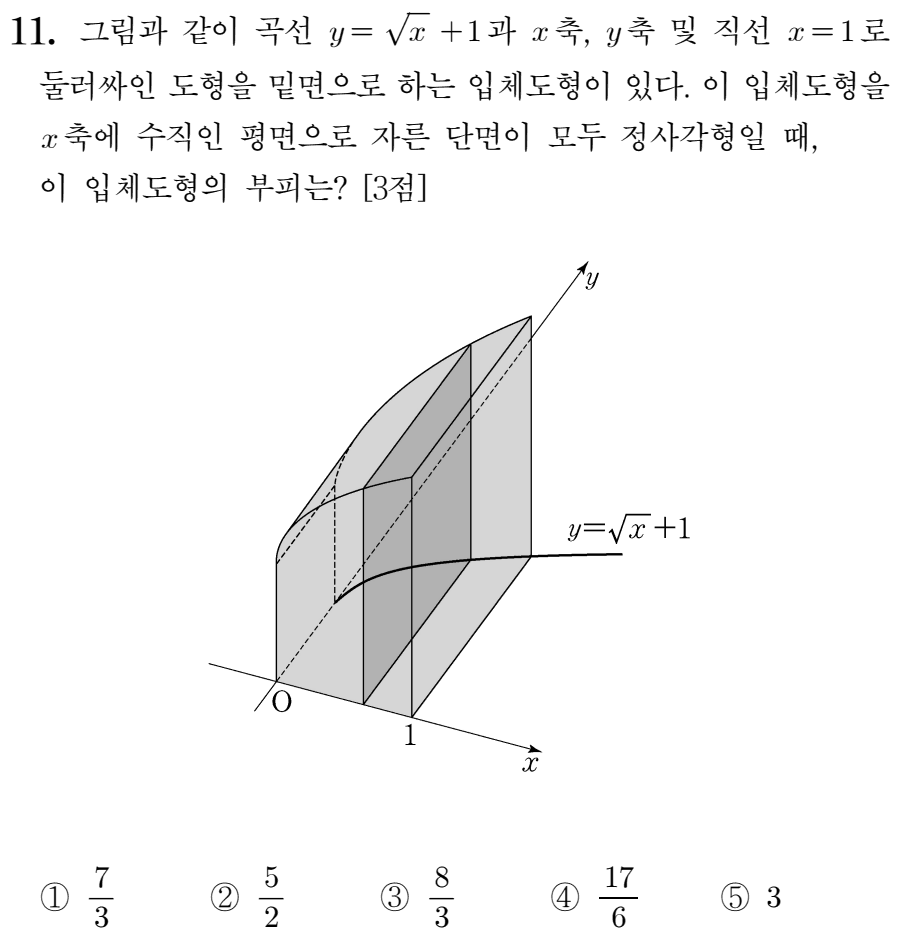 11. 그림과 같이 곡선 y = √x + 1과 x축, y축 및 직선 x = 1로
둘러싸인 도형을 밑면으로 하는 입체도형이 있다. 이 입체도형을
x축에 수직인 평면으로 자른 단면이 모두 정사각형일 때,
이 입체도형의 부피는? [3점]
y
y=√x+1
O
1
x
① 7/3 ② 5/2 ③ 8/3 ④ 17/6 ⑤ 3